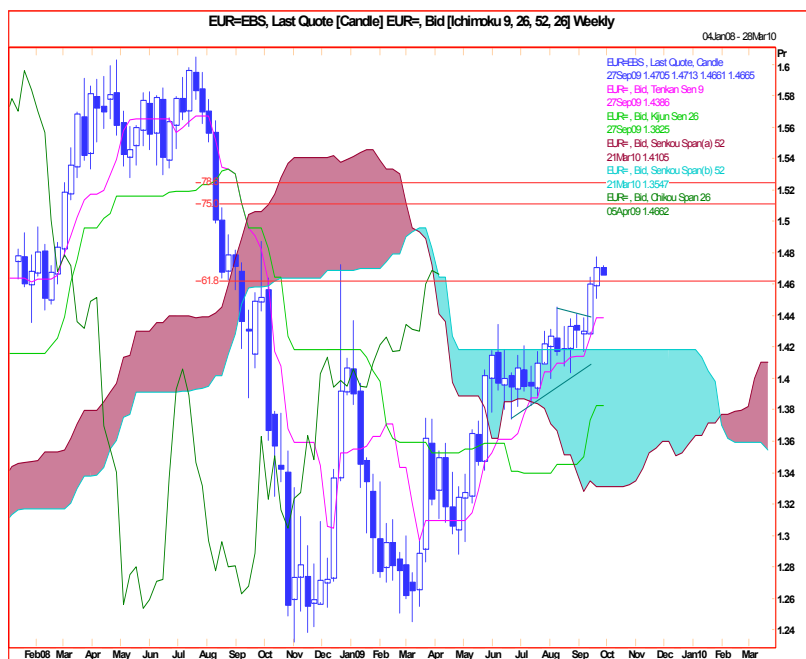 EUR=EBS, Last Quote [Candle] EUR=, Bid [Ichimoku 9, 26, 52, 26] Weekly
04Jan08 - 28Mar10
Pr
EUR=EBS , Last Quote, Candle
27Sep09 1.4705 1.4713 1.4661 1.4665
EUR= , Bid, Tenkan Sen 9
27Sep09 1.4386
EUR= , Bid, Kijun Sen 26
27Sep09 1.3825
EUR= , Bid, Senkou Span(a) 52
21Mar10 1.4105
EUR= , Bid, Senkou Span(b) 52
21Mar10 1.3547
EUR= , Bid, Chikou Span 26
05Apr09 1.4662
1.6
1.58
1.56
1.54
1.52
1.5
1.48
1.46
1.44
1.42
1.4
1.38
1.36
1.34
1.32
1.3
1.28
1.26
1.24
61.8
Feb08 Mar Apr May Jun Jul Aug Sep Oct Nov Dec Jan09 Mar Apr May Jun Jul Aug Sep Oct Nov Dec Jan10 Mar